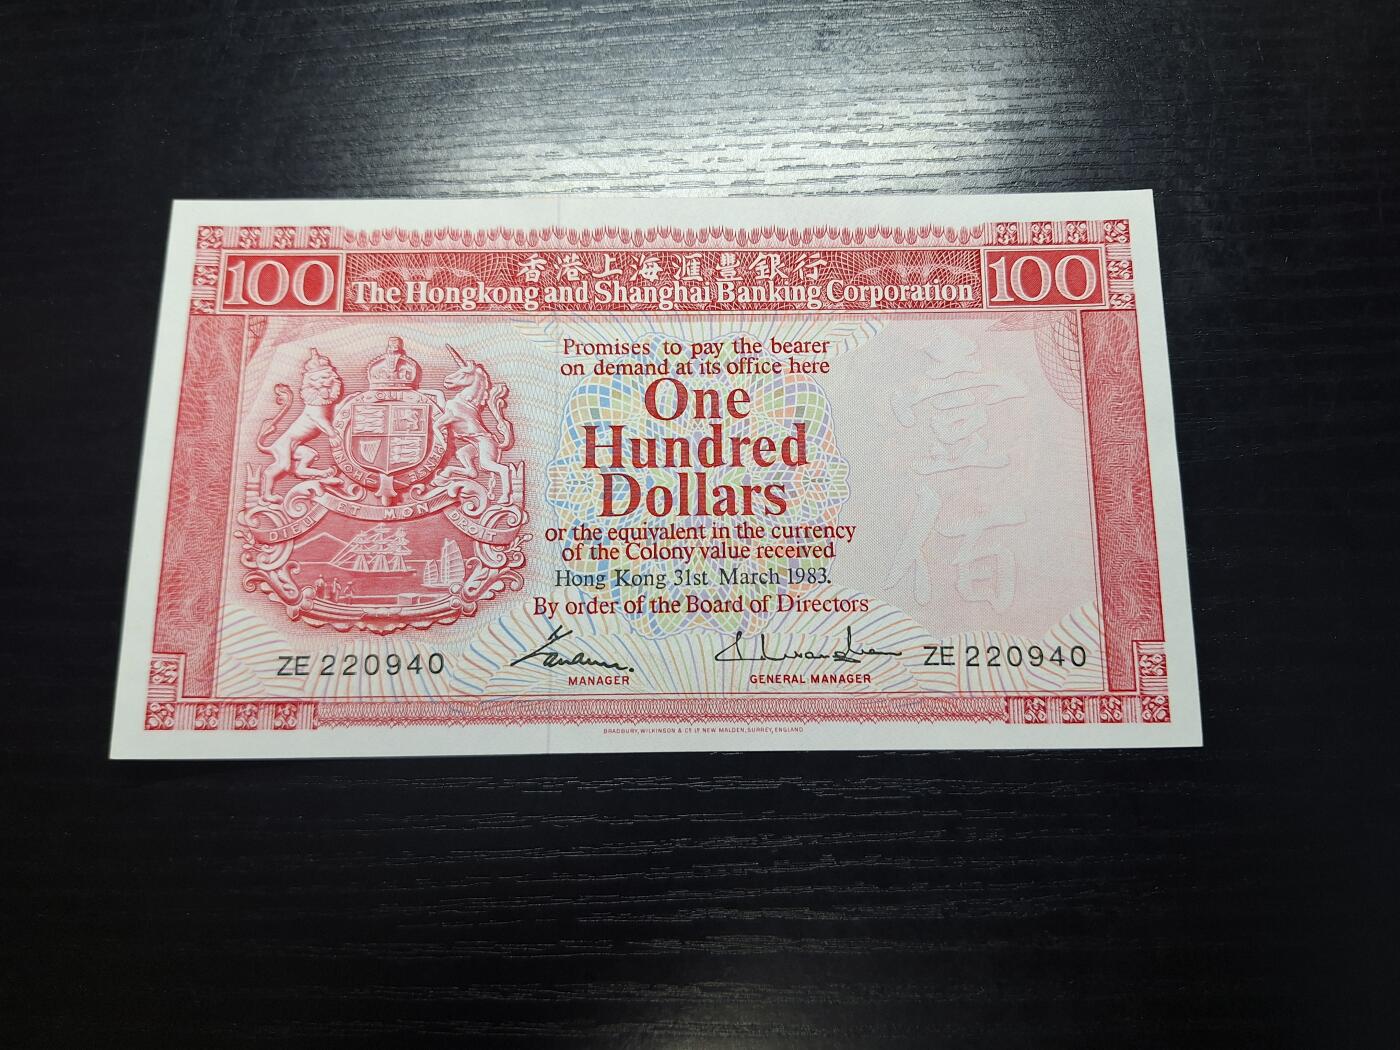 香港上海滙豐銀行
100 The Hongkong and Shanghai Banking Corporation 100
Promises to pay the bearer
on demand at its office here
One
Hundred
Dollars
or the equivalent in the currency
of the Colony value received
Hong Kong 31st March 1983.
By order of the Board of Directors
壹佰
DIEU ET MON DROIT
ZE 220940
ZE 220940
MANAGER
GENERAL MANAGER
BRADBURY, WILKINSON & Cº Lᵈ NEW MALDEN, SURREY, ENGLAND